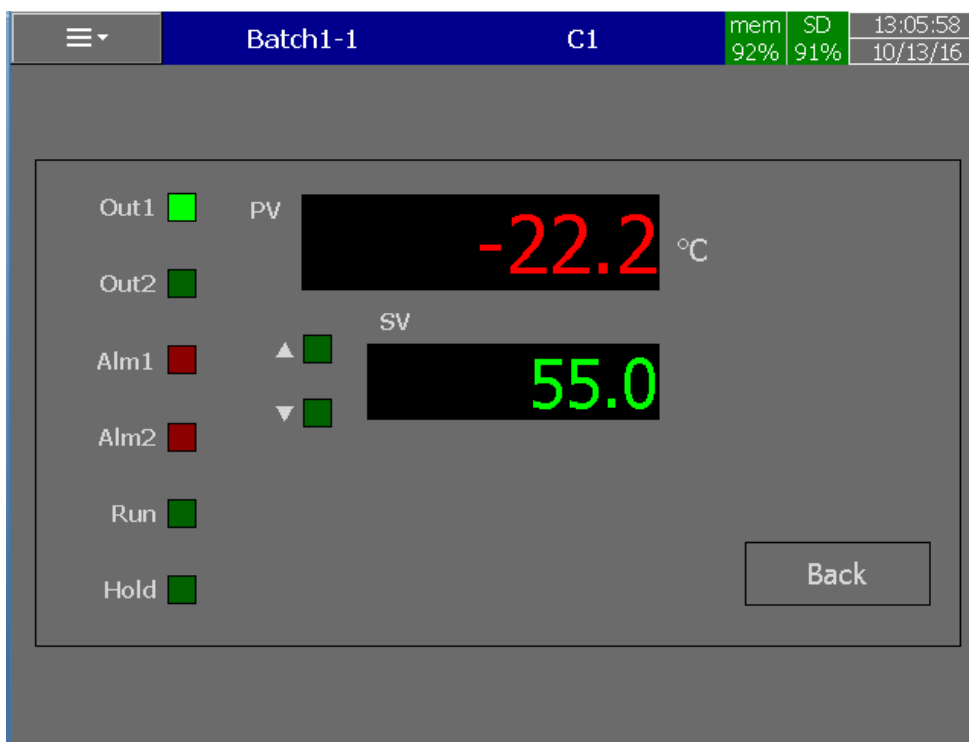 Batch1-1 C1 mem SD 13:05:58
92% 91% 10/13/16
Out1 PV -22.2 °C
Out2
SV
Alm1 55.0
Alm2
Run
Hold Back